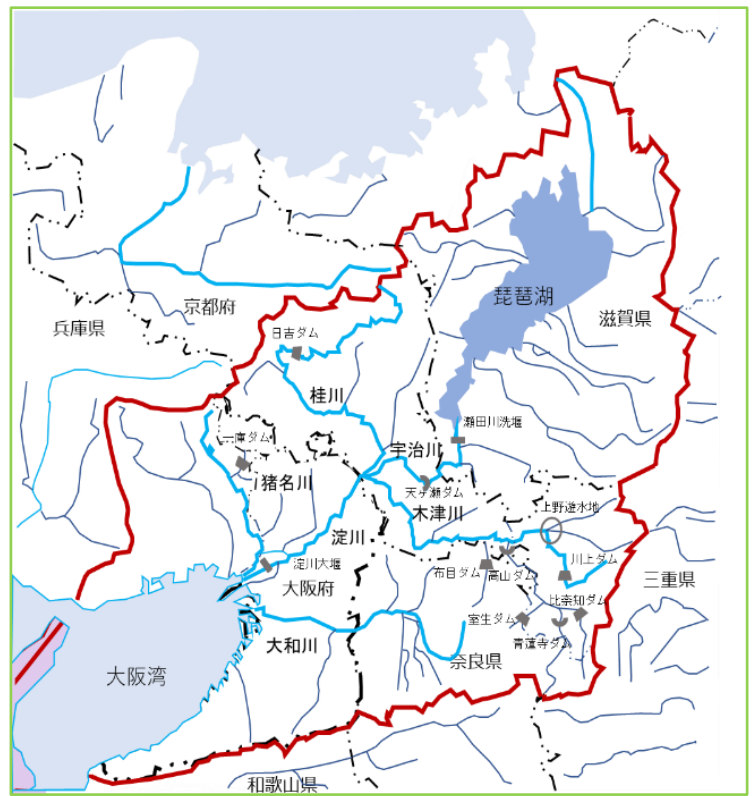 琵琶湖
京都府
滋賀県
兵庫県
日吉ダム
桂川
瀬田川洗堰
一庫ダム
宇治川
猪名川
天ヶ瀬ダム
上野遊水地
木津川
淀川
淀川大堰
川上ダム
布目ダム
高山ダム
大阪府
三重県
比奈知ダム
室生ダム
大和川
青蓮寺ダム
奈良県
大阪湾
和歌山県